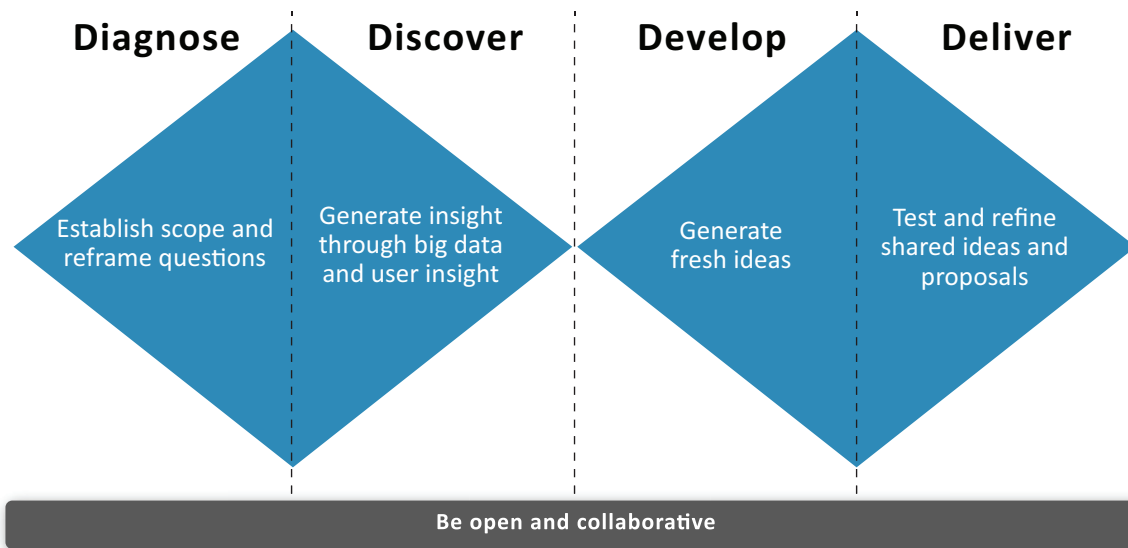 Diagnose
Discover
Develop
Deliver
Establish scope and
reframe questions
Generate insight
through big data
and user insight
Generate
fresh ideas
Test and refine
shared ideas and
proposals
Be open and collaborative